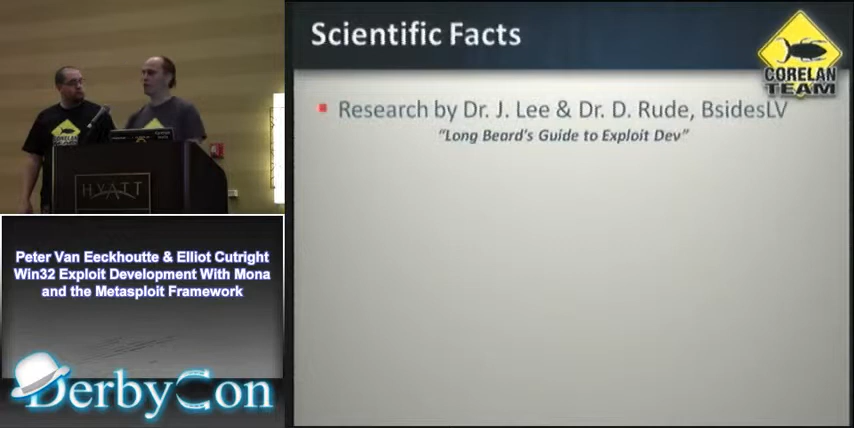 Scientific Facts
CORELAN
TEAM
Research by Dr. J. Lee & Dr. D. Rude, BsidesLV
"Long Beard's Guide to Exploit Dev"
CORELAN
HYATT
Peter Van Eeckhoutte & Elliot Cutright
Win32 Exploit Development With Mona
and the Metasploit Framework
DerbyCon